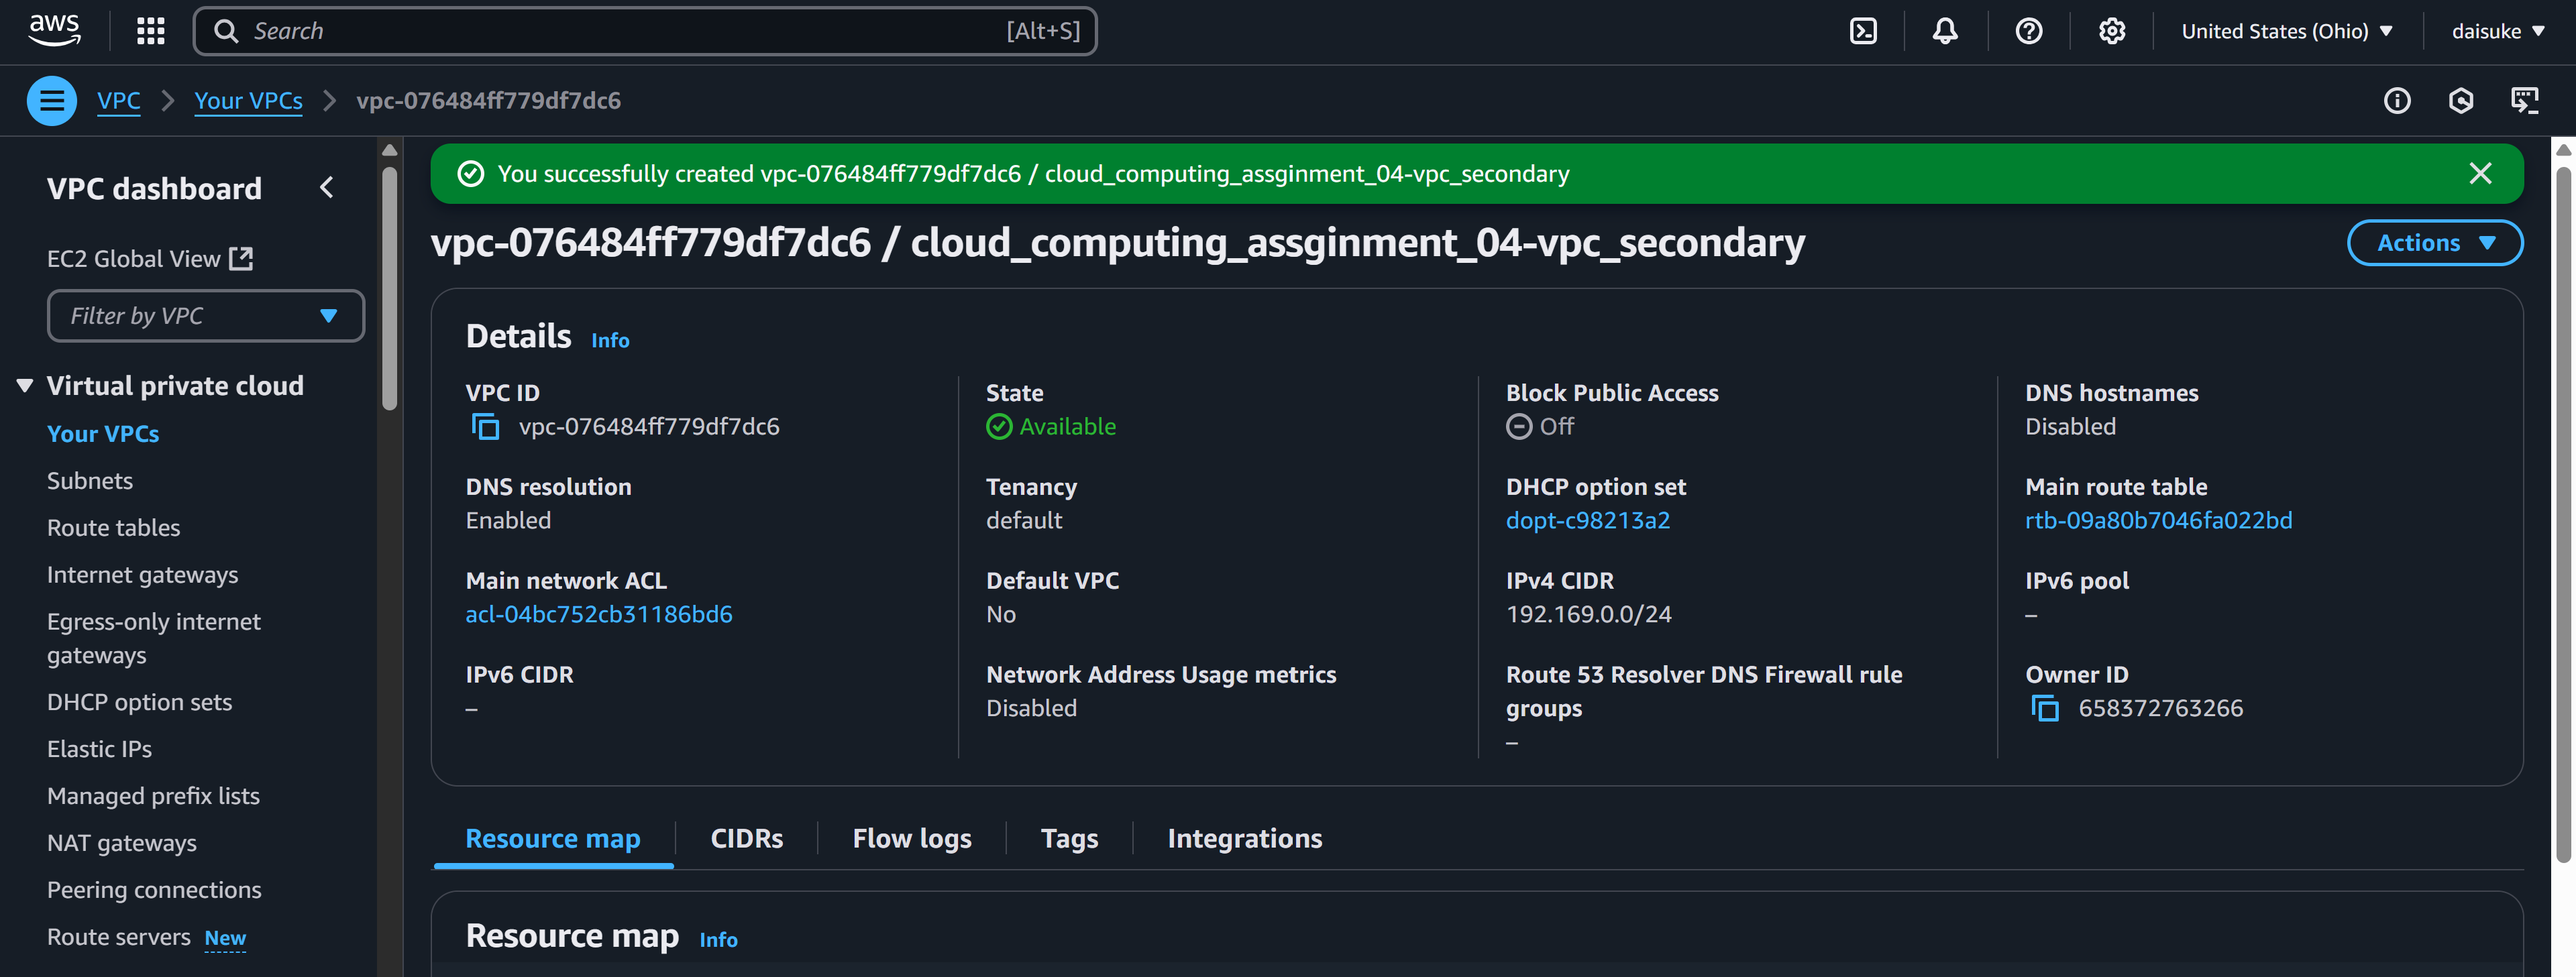 aws
Search [Alt+S]
United States (Ohio)
daisuke
VPC
Your VPCs
vpc-076484ff779df7dc6
VPC dashboard
EC2 Global View
Filter by VPC
Virtual private cloud
Your VPCs
Subnets
Route tables
Internet gateways
Egress-only internet
gateways
DHCP option sets
Elastic IPs
Managed prefix lists
NAT gateways
Peering connections
Route servers New
You successfully created vpc-076484ff779df7dc6 / cloud_computing_assginment_04-vpc_secondary
vpc-076484ff779df7dc6 / cloud_computing_assginment_04-vpc_secondary
Actions
Details Info
VPC ID
vpc-076484ff779df7dc6
State
Available
Block Public Access
Off
DNS hostnames
Disabled
DNS resolution
Enabled
Tenancy
default
DHCP option set
dopt-c98213a2
Main route table
rtb-09a80b7046fa022bd
Main network ACL
acl-04bc752cb31186bd6
Default VPC
No
IPv4 CIDR
192.169.0.0/24
IPv6 pool
–
IPv6 CIDR
–
Network Address Usage metrics
Disabled
Route 53 Resolver DNS Firewall rule
groups
–
Owner ID
658372763266
Resource map
CIDRs
Flow logs
Tags
Integrations
Resource map Info